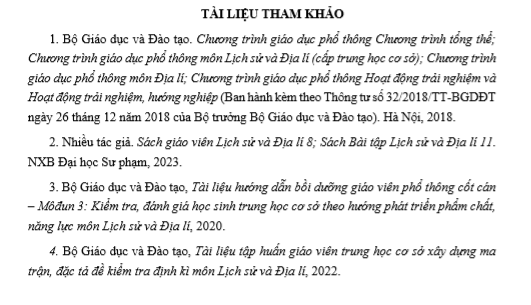 TÀI LIỆU THAM KHẢO
1. Bộ Giáo dục và Đào tạo. Chương trình giáo dục phổ thông Chương trình tổng thể;
Chương trình giáo dục phổ thông môn Lịch sử và Địa lí (cấp trung học cơ sở); Chương trình
giáo dục phổ thông môn Địa lí; Chương trình giáo dục phổ thông Hoạt động trải nghiệm và
Hoạt động trải nghiệm, hướng nghiệp (Ban hành kèm theo Thông tư số 32/2018/TT-BGDĐT
ngày 26 tháng 12 năm 2018 của Bộ trưởng Bộ Giáo dục và Đào tạo). Hà Nội, 2018.
2. Nhiều tác giả. Sách giáo viên Lịch sử và Địa lí 8; Sách Bài tập Lịch sử và Địa lí 11.
NXB Đại học Sư phạm, 2023.
3. Bộ Giáo dục và Đào tạo, Tài liệu hướng dẫn bồi dưỡng giáo viên phổ thông cốt cán
– Môđun 3: Kiểm tra, đánh giá học sinh trung học cơ sở theo hướng phát triển phẩm chất,
năng lực môn Lịch sử và Địa lí, 2020.
4. Bộ Giáo dục và Đào tạo, Tài liệu tập huấn giáo viên trung học cơ sở xây dựng ma
trận, đặc tả đề kiểm tra định kì môn Lịch sử và Địa lí, 2022.